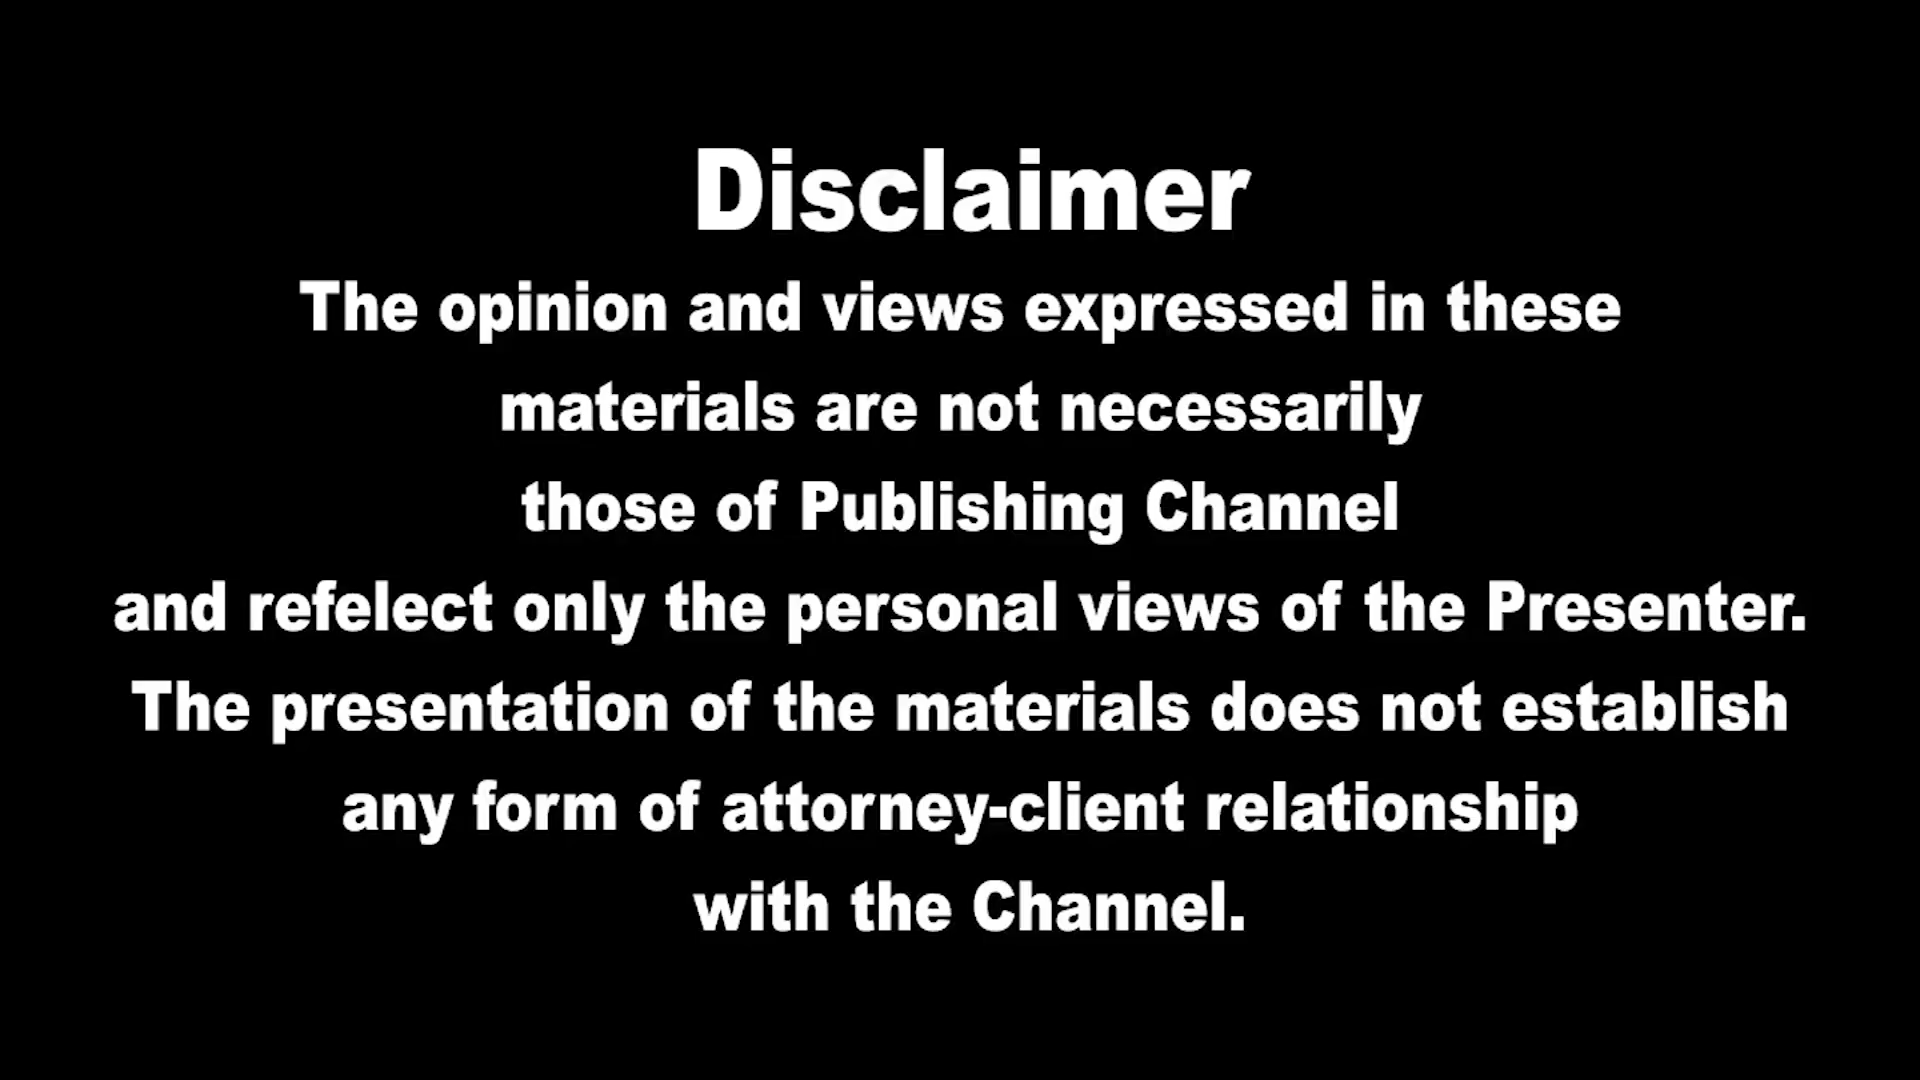 Disclaimer
The opinion and views expressed in these
materials are not necessarily
those of Publishing Channel
and refelect only the personal views of the Presenter.
The presentation of the materials does not establish
any form of attorney-client relationship
with the Channel.